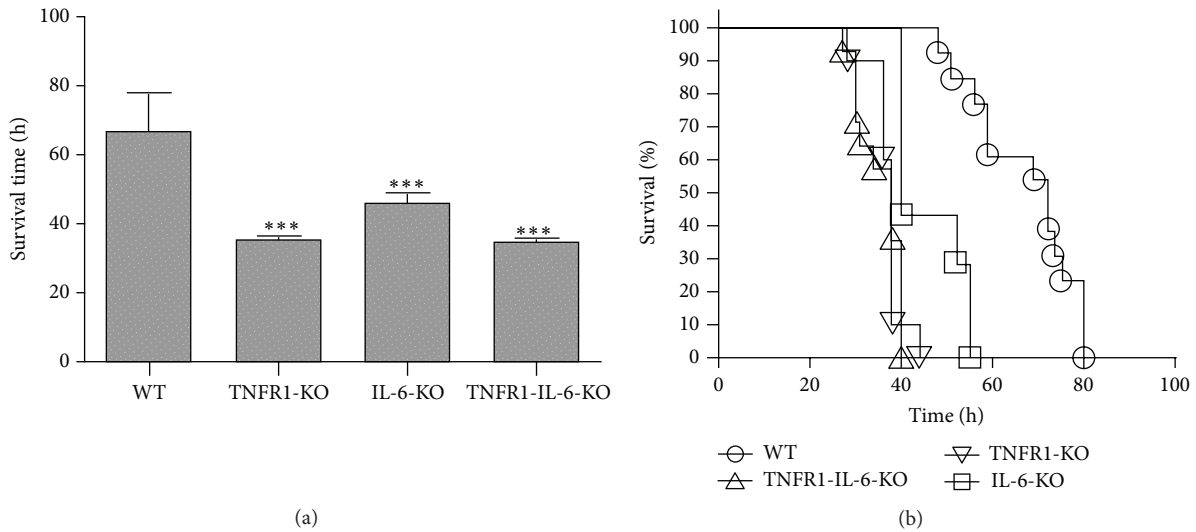 Survival time (h)
100
80
60
40
20
0
***
***
***
WT
TNFR1-KO
IL-6-KO
TNFR1-IL-6-KO
(a)
Survival (%)
100
90
80
70
60
50
40
30
20
10
0
0
20
40
60
80
100
Time (h)
WT
TNFR1-KO
TNFR1-IL-6-KO
IL-6-KO
(b)